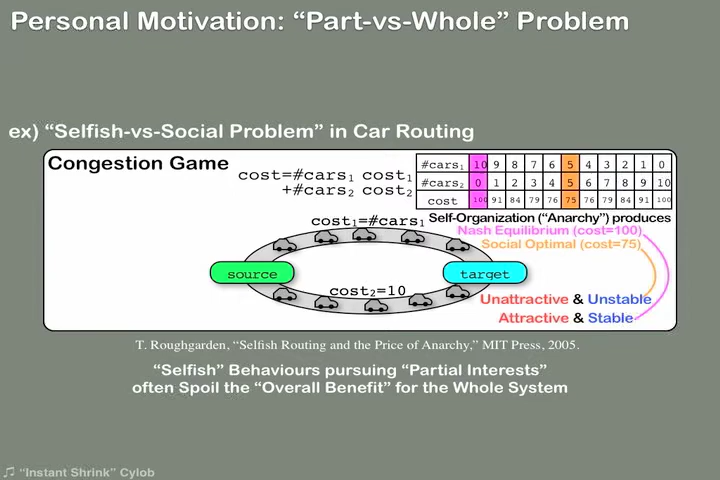 Personal Motivation: “Part-vs-Whole” Problem
ex) “Selfish-vs-Social Problem” in Car Routing
Congestion Game
cost=#cars₁ cost₁
+#cars₂ cost₂
#cars₁ 10 9 8 7 6 5 4 3 2 1 0
#cars₂ 0 1 2 3 4 5 6 7 8 9 10
cost 100 91 84 79 76 75 76 79 84 91 100
cost₁=#cars₁
Self-Organization (“Anarchy”) produces
Nash Equilibrium (cost=100)
Social Optimal (cost=75)
source
target
cost₂=10
Unattractive & Unstable
Attractive & Stable
T. Roughgarden, “Selfish Routing and the Price of Anarchy,” MIT Press, 2005.
“Selfish” Behaviours pursuing “Partial Interests”
often Spoil the “Overall Benefit” for the Whole System
♫ “Instant Shrink” Cylob